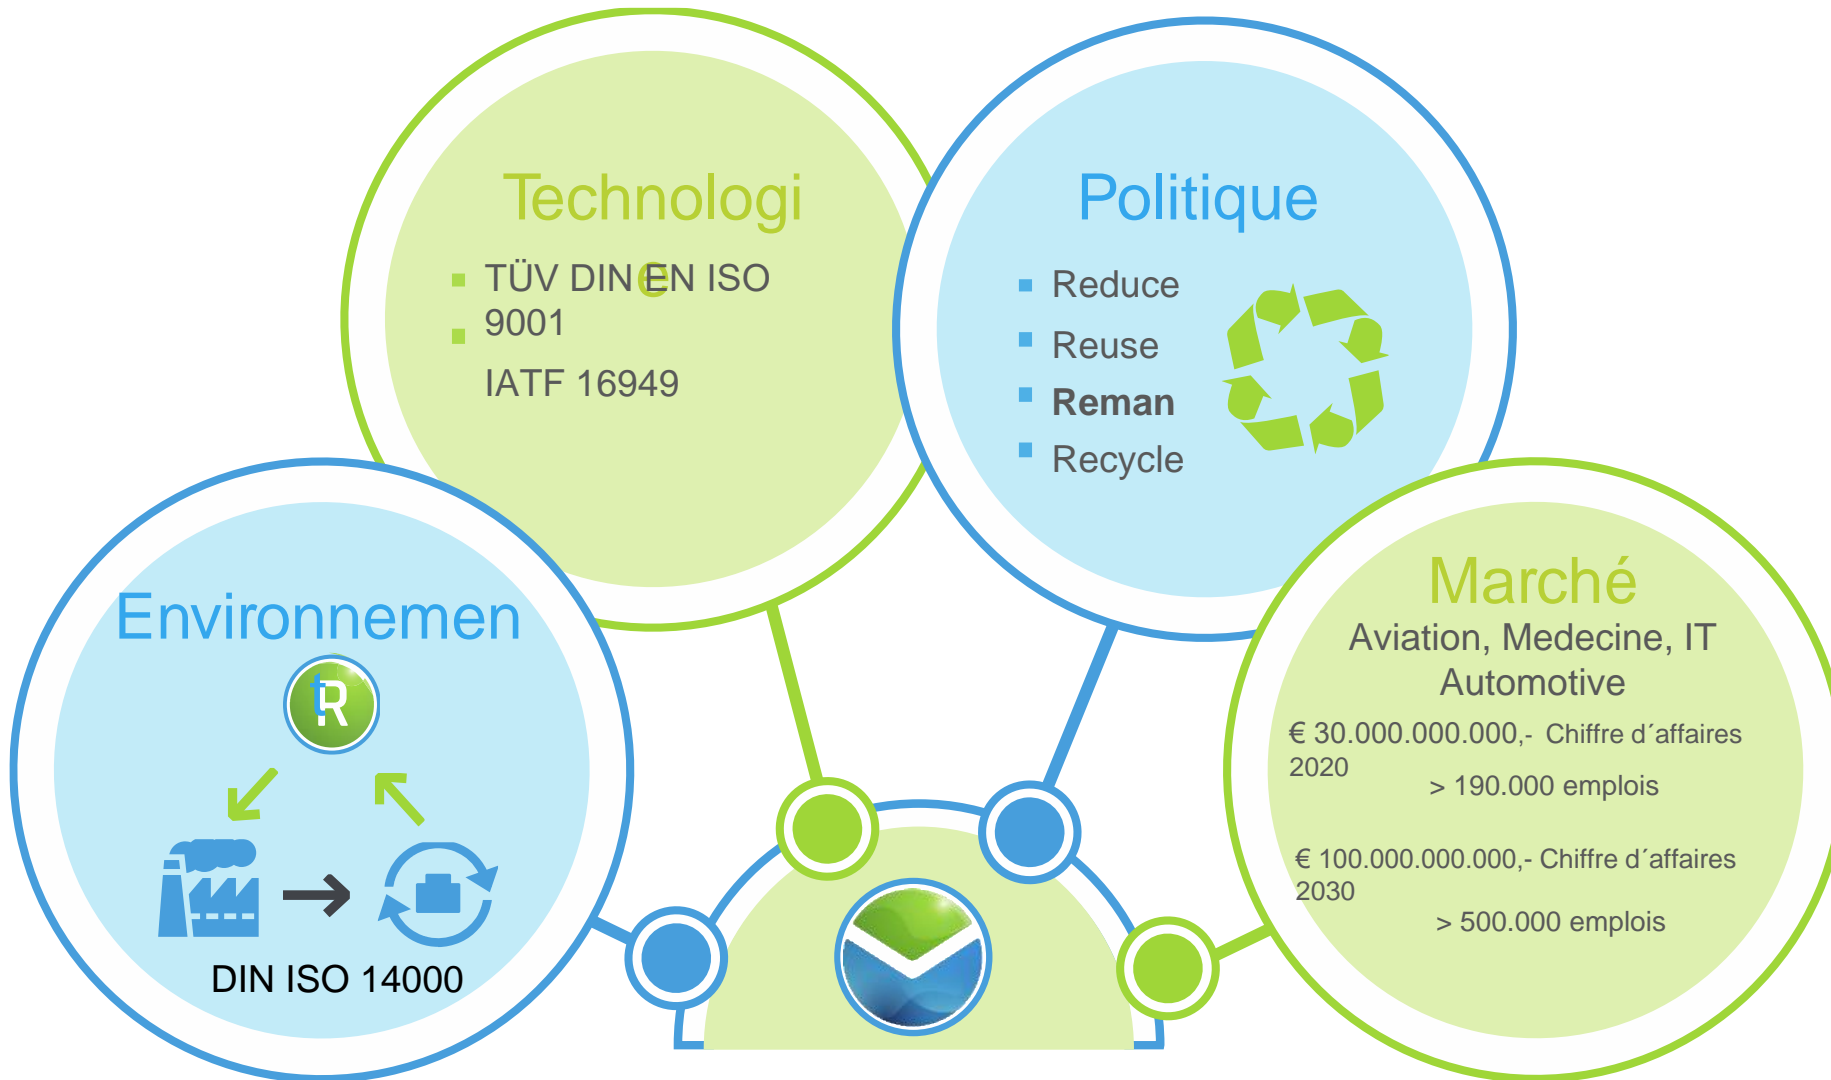 Technologi
e
TÜV DIN EN ISO
9001
IATF 16949
Politique
Reduce
Reuse
Reman
Recycle
Environnemen
t
R
DIN ISO 14000
Marché
Aviation, Medecine, IT
Automotive
€ 30.000.000.000,- Chiffre d´affaires
2020
> 190.000 emplois
€ 100.000.000.000,- Chiffre d´affaires
2030
> 500.000 emplois